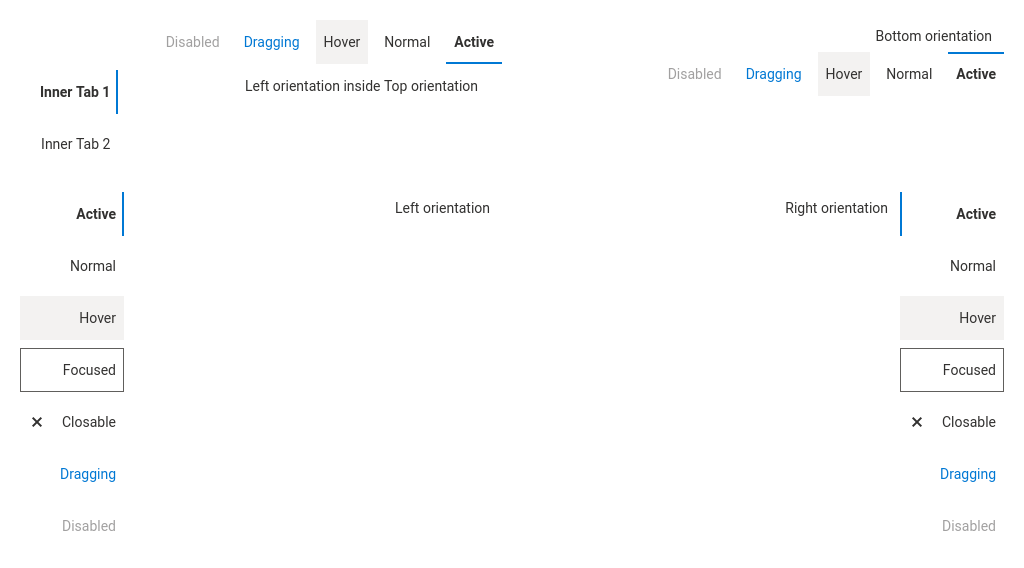 Disabled Dragging Hover Normal Active
Left orientation inside Top orientation
Inner Tab 1
Inner Tab 2
Bottom orientation
Disabled Dragging Hover Normal Active
Active
Normal
Hover
Focused
Closable
Dragging
Disabled
Left orientation
Right orientation
Active
Normal
Hover
Focused
Closable
Dragging
Disabled